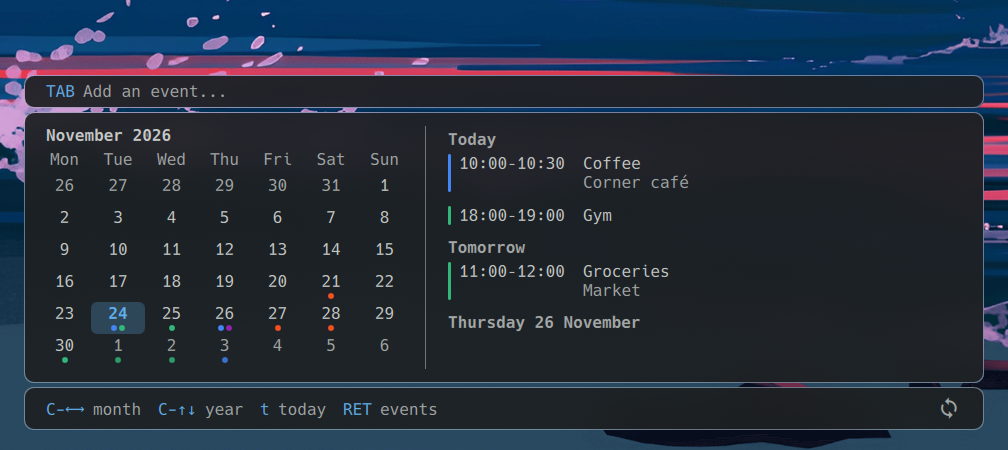 TAB Add an event...
November 2026
Mon Tue Wed Thu Fri Sat Sun
26 27 28 29 30 31 1
2 3 4 5 6 7 8
9 10 11 12 13 14 15
16 17 18 19 20 21 22
23 24 25 26 27 28 29
30 1 2 3 4 5 6
Today
10:00-10:30 Coffee
Corner café
18:00-19:00 Gym
Tomorrow
11:00-12:00 Groceries
Market
Thursday 26 November
C-←→ month C-↑↓ year t today RET events